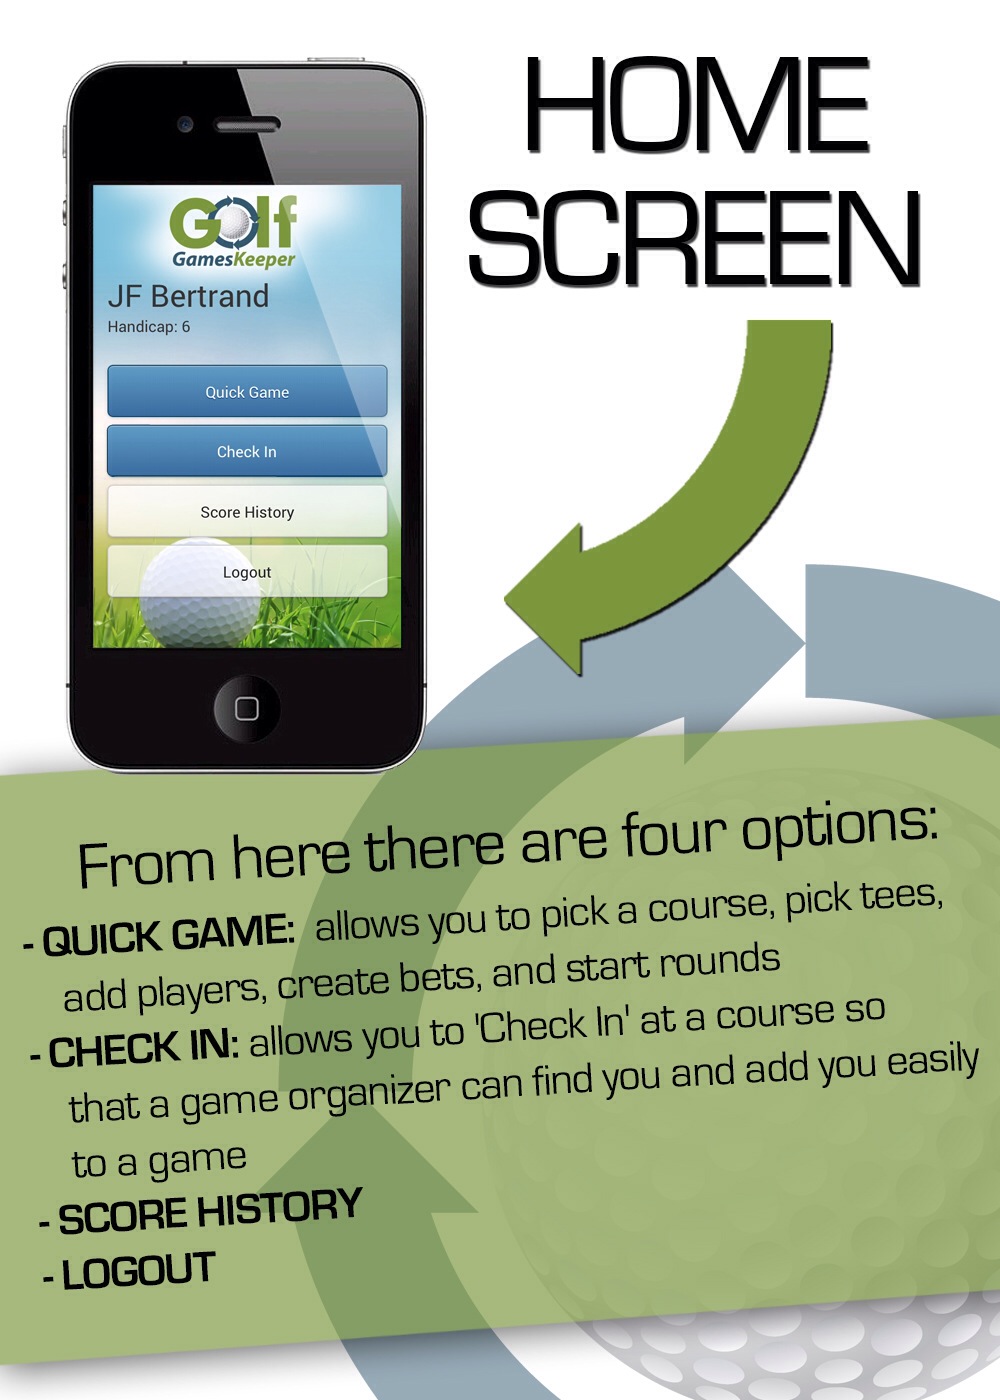 HOME
SCREEN
Golf
GamesKeeper
JF Bertrand
Handicap: 6
Quick Game
Check In
Score History
Logout
From here there are four options:
- QUICK GAME: allows you to pick a course, pick tees,
add players, create bets, and start rounds
- CHECK IN: allows you to 'Check In' at a course so
that a game organizer can find you and add you easily
to a game
- SCORE HISTORY
- LOGOUT